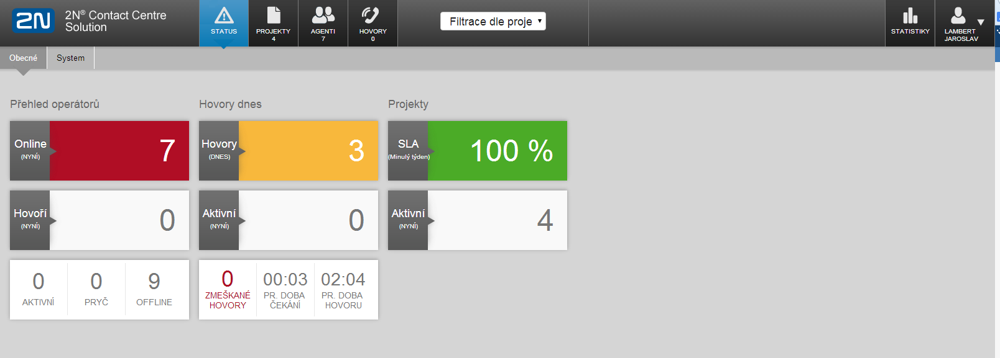 2N
2N® Contact Centre
Solution
STATUS
PROJEKTY
4
AGENTI
7
HOVORY
0
Filtrace dle proje
STATISTIKY
LAMBERT
JAROSLAV
Obecné
System
Přehled operátorů
Hovory dnes
Projekty
Online
(NYNÍ)
7
Hovory
(DNES)
3
SLA
(Minulý týden)
100 %
Hovoří
(NYNÍ)
0
Aktivní
(NYNÍ)
0
Aktivní
(NYNÍ)
4
0
AKTIVNÍ
0
PRYČ
9
OFFLINE
0
ZMEŠKANÉ
HOVORY
00:03
PR. DOBA
ČEKÁNÍ
02:04
PR. DOBA
HOVORU